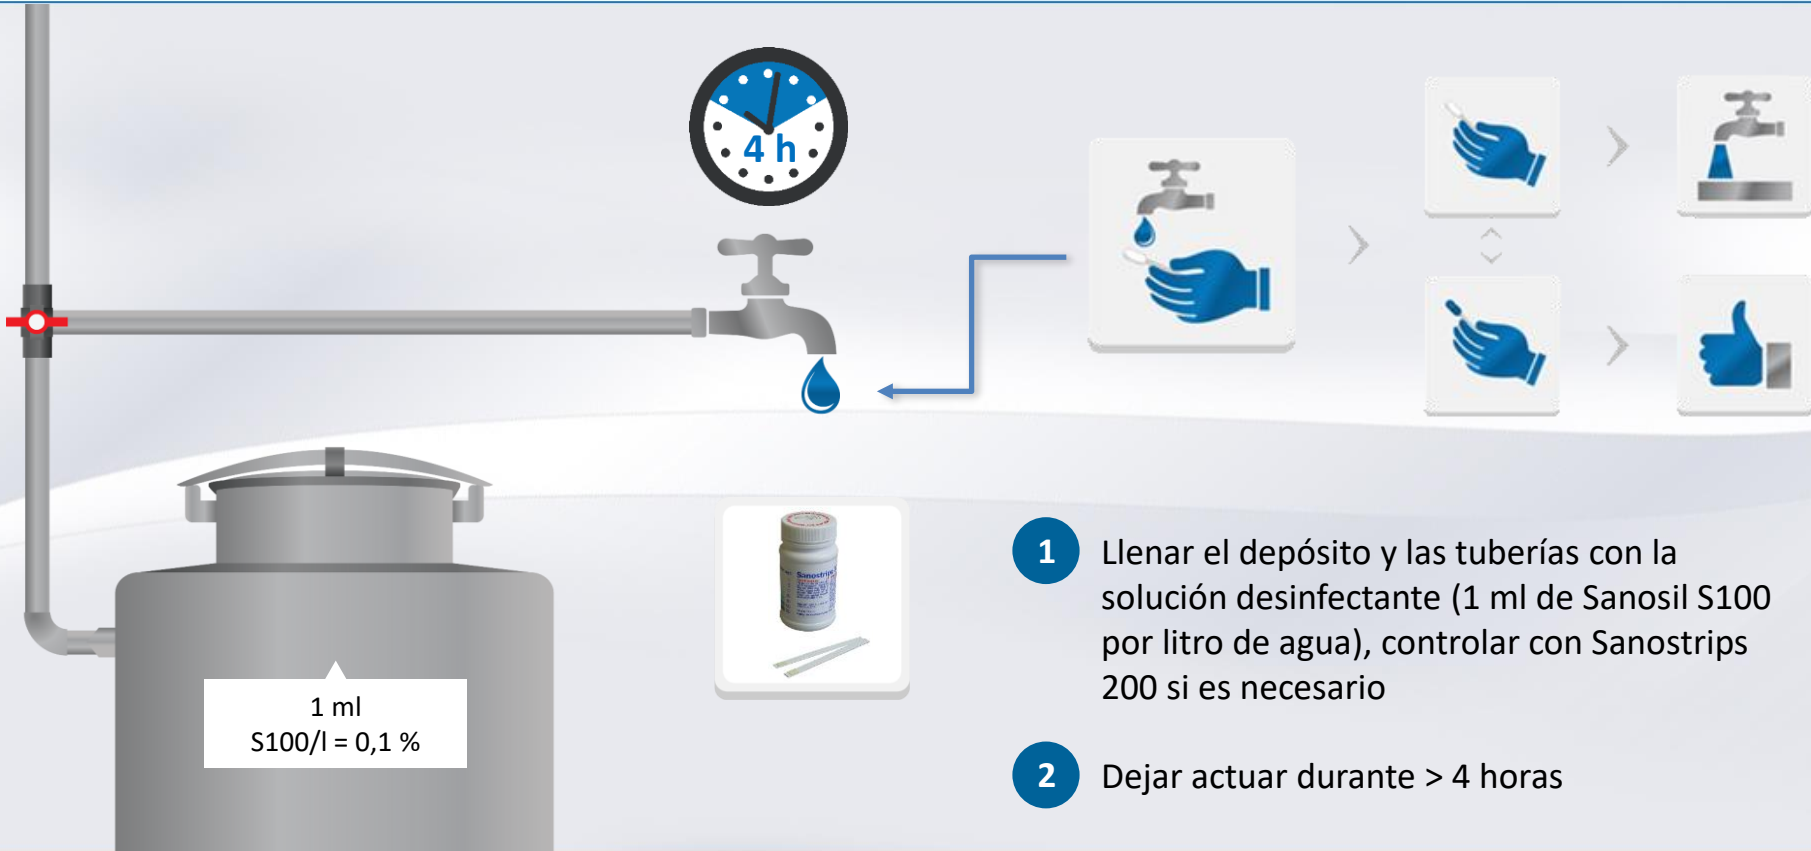 4 h
1 Llenar el depósito y las tuberías con la
solución desinfectante (1 ml de Sanosil S100
por litro de agua), controlar con Sanostrips
200 si es necesario
2 Dejar actuar durante > 4 horas
1 ml
S100/l = 0,1 %
Sanostrips